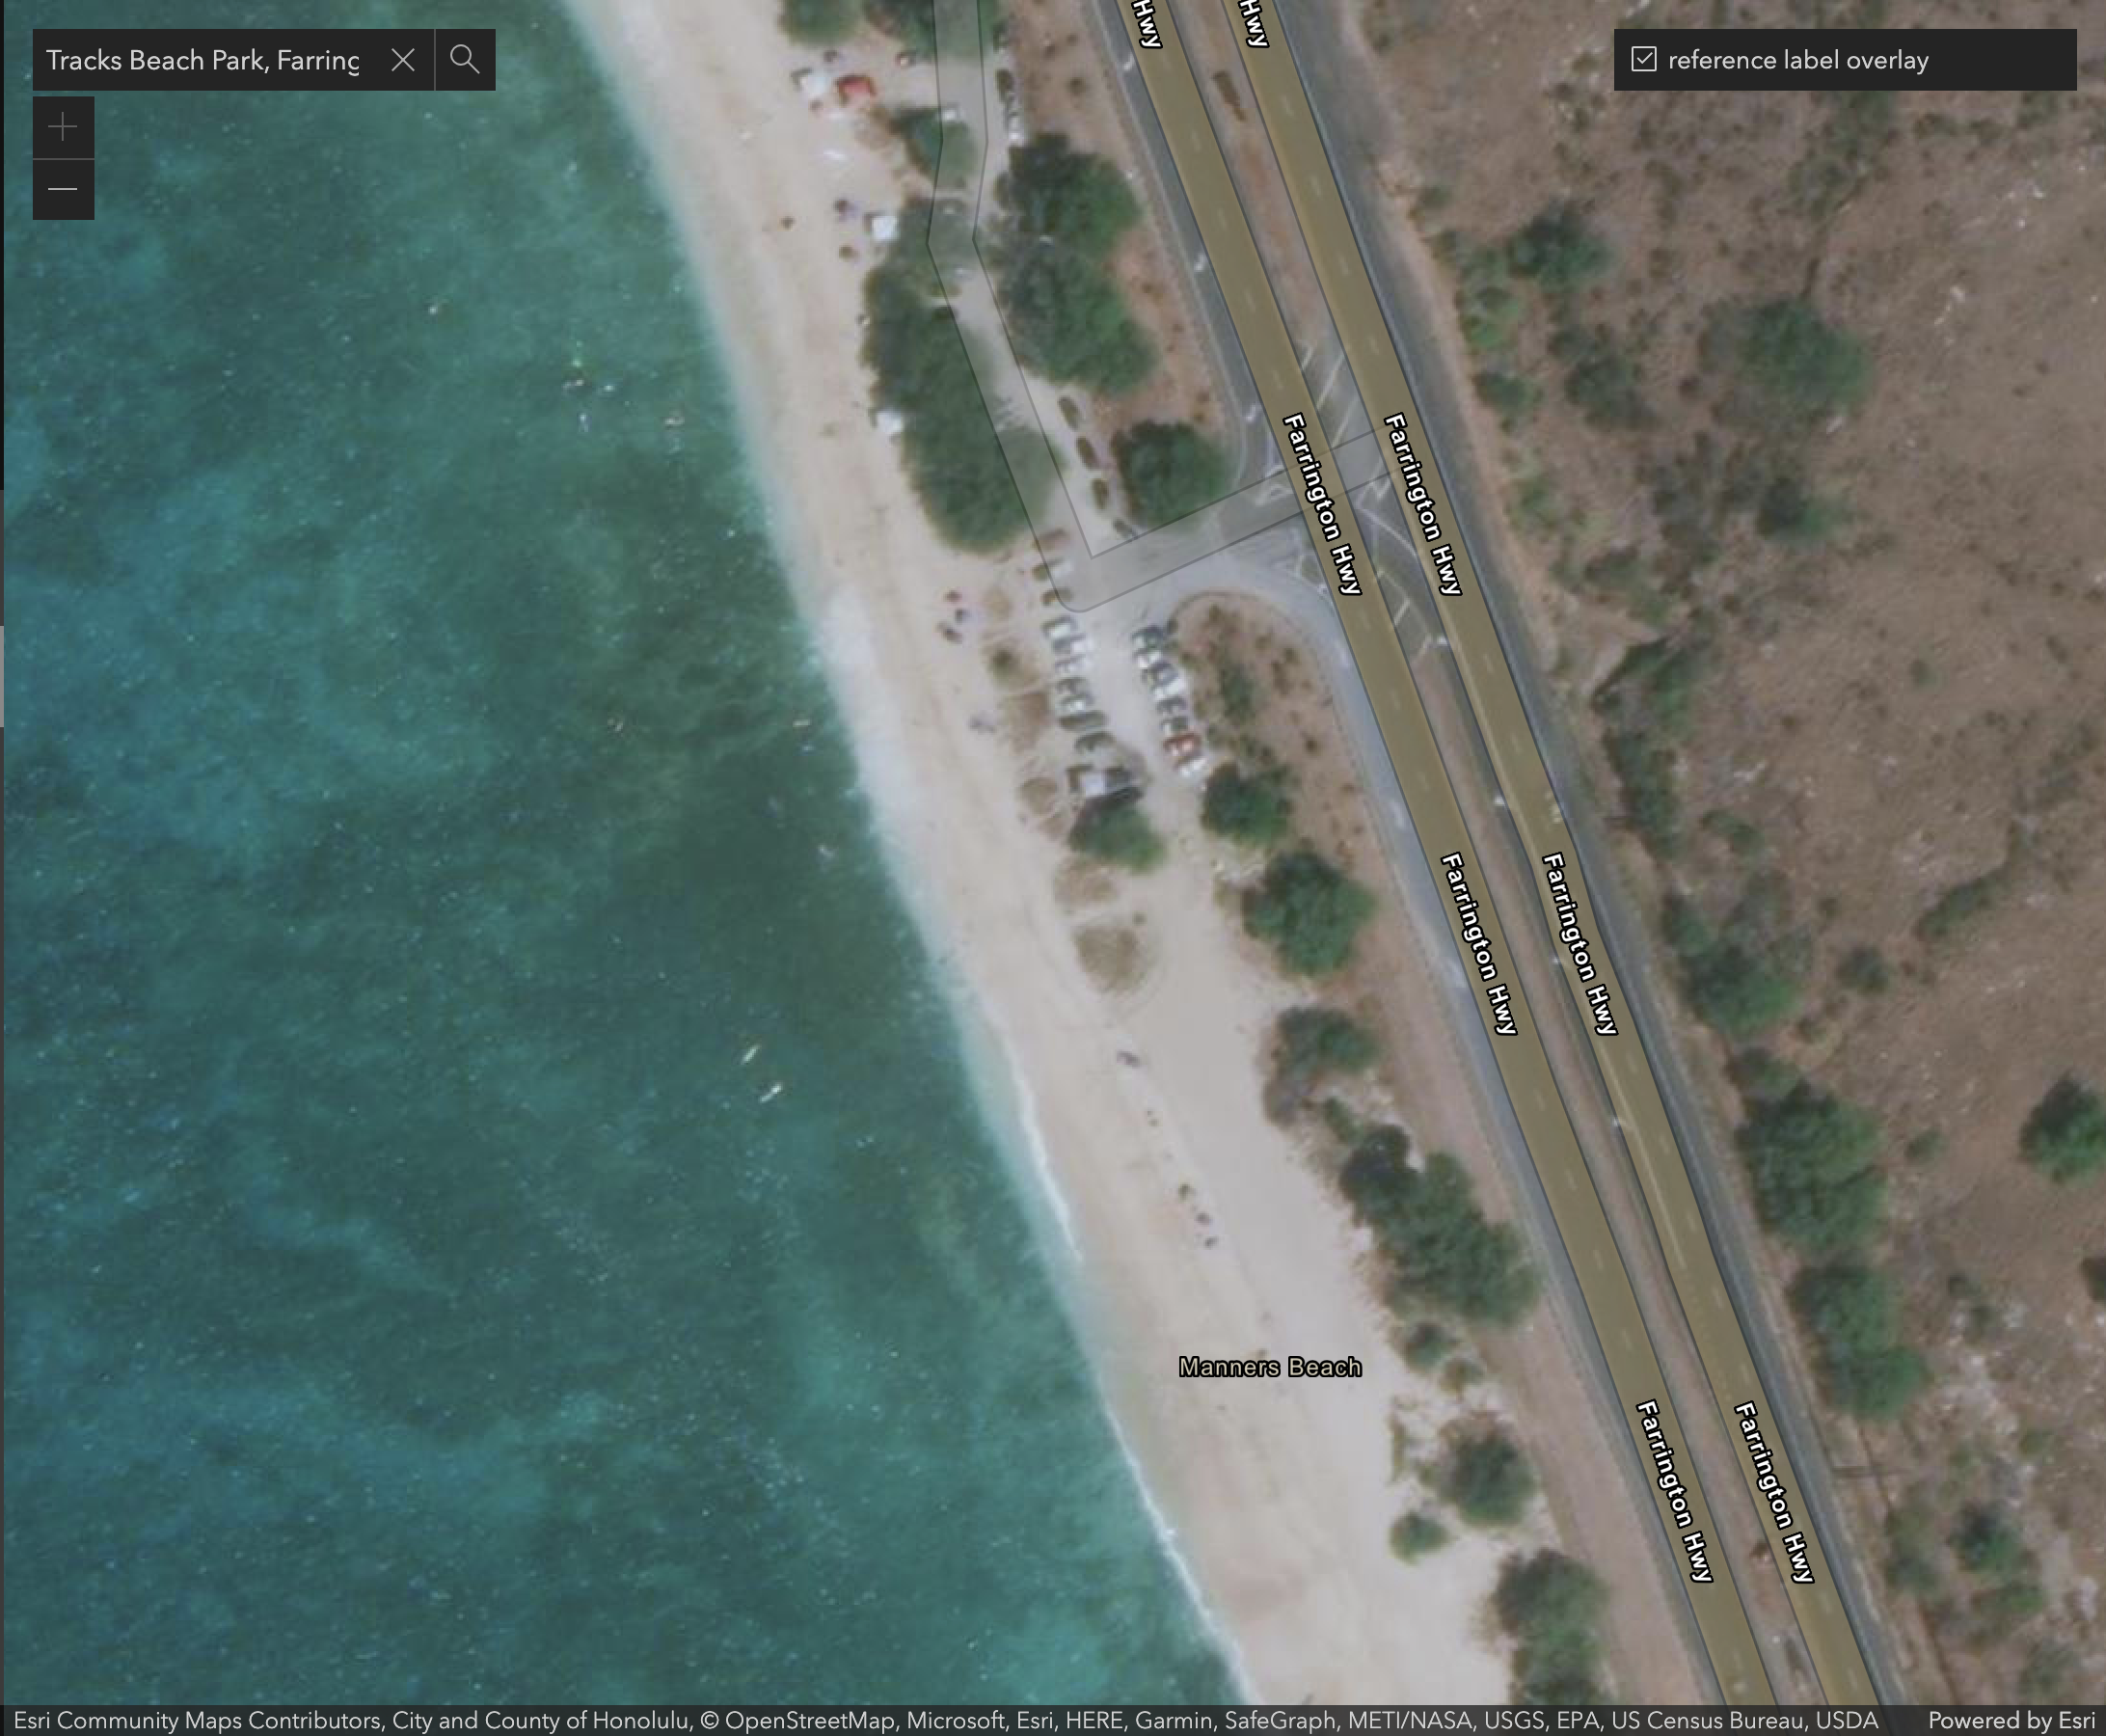 Hwy
Hwy
Tracks Beach Park, Farring
reference label overlay
Farrington Hwy
Farrington Hwy
Farrington Hwy
Farrington Hwy
Manners Beach
Farrington Hwy
Farrington Hwy
Esri Community Maps Contributors, City and County of Honolulu, © OpenStreetMap, Microsoft, Esri, HERE, Garmin, SafeGraph, METI/NASA, USGS, EPA, US Census Bureau, USDA
Powered by Esri